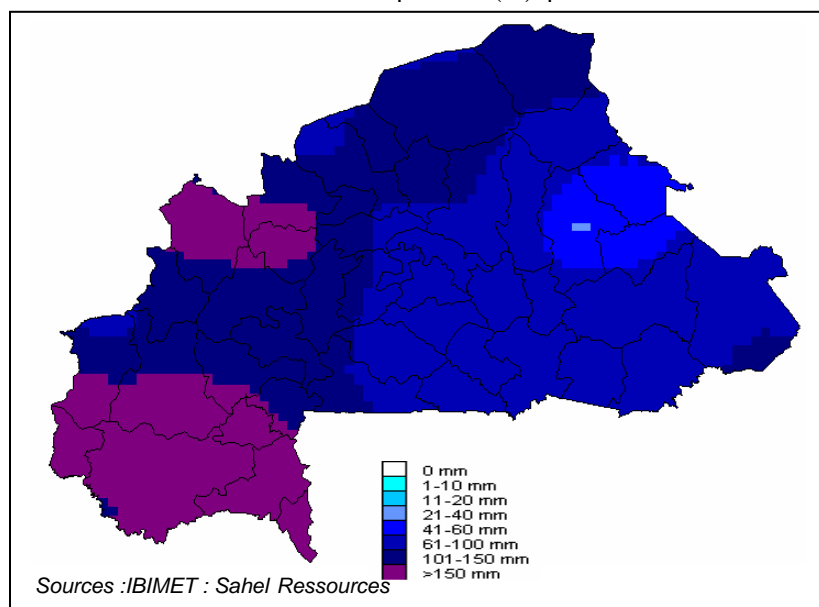 0 mm
1-10 mm
11-20 mm
21-40 mm
41-60 mm
61-100 mm
101-150 mm
>150 mm
Sources :IBIMET : Sahel Ressources